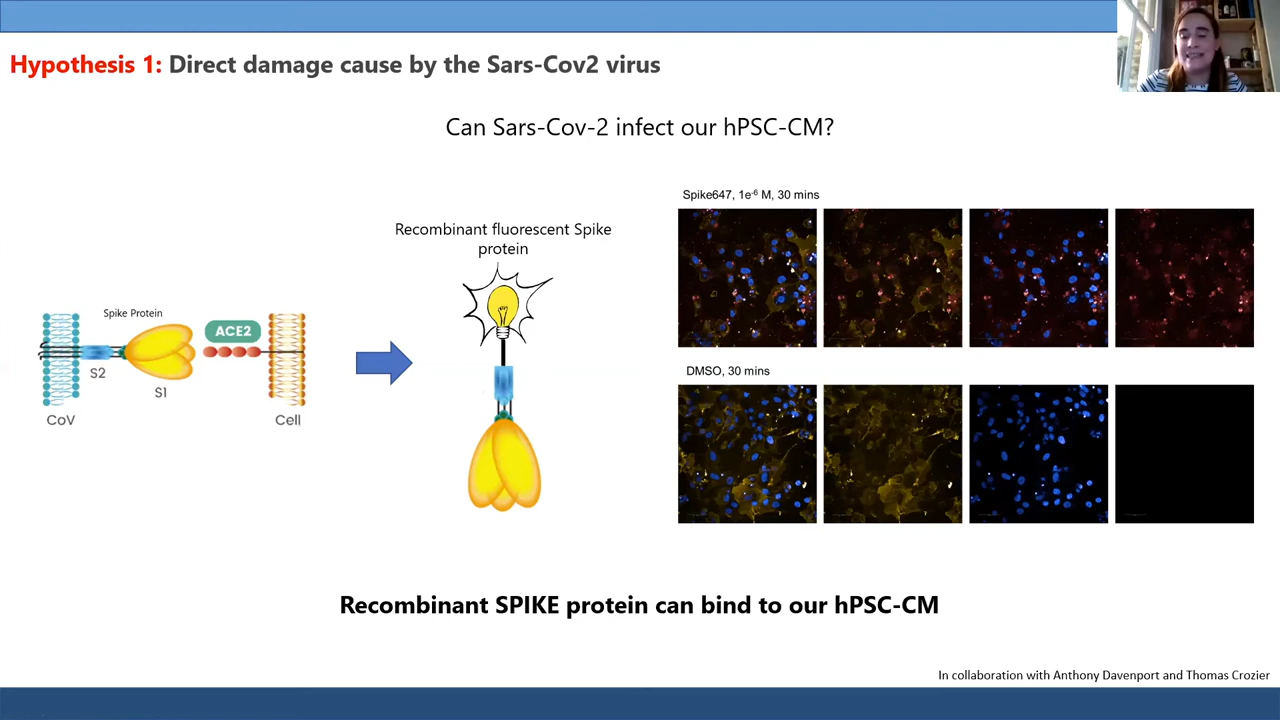 Hypothesis 1: Direct damage cause by the Sars-Cov2 virus
Can Sars-Cov-2 infect our hPSC-CM?
Spike647, 1e⁻⁶ M, 30 mins
Recombinant fluorescent Spike
protein
Spike Protein
ACE2
S2
S1
CoV
Cell
DMSO, 30 mins
Recombinant SPIKE protein can bind to our hPSC-CM
In collaboration with Anthony Davenport and Thomas Crozier